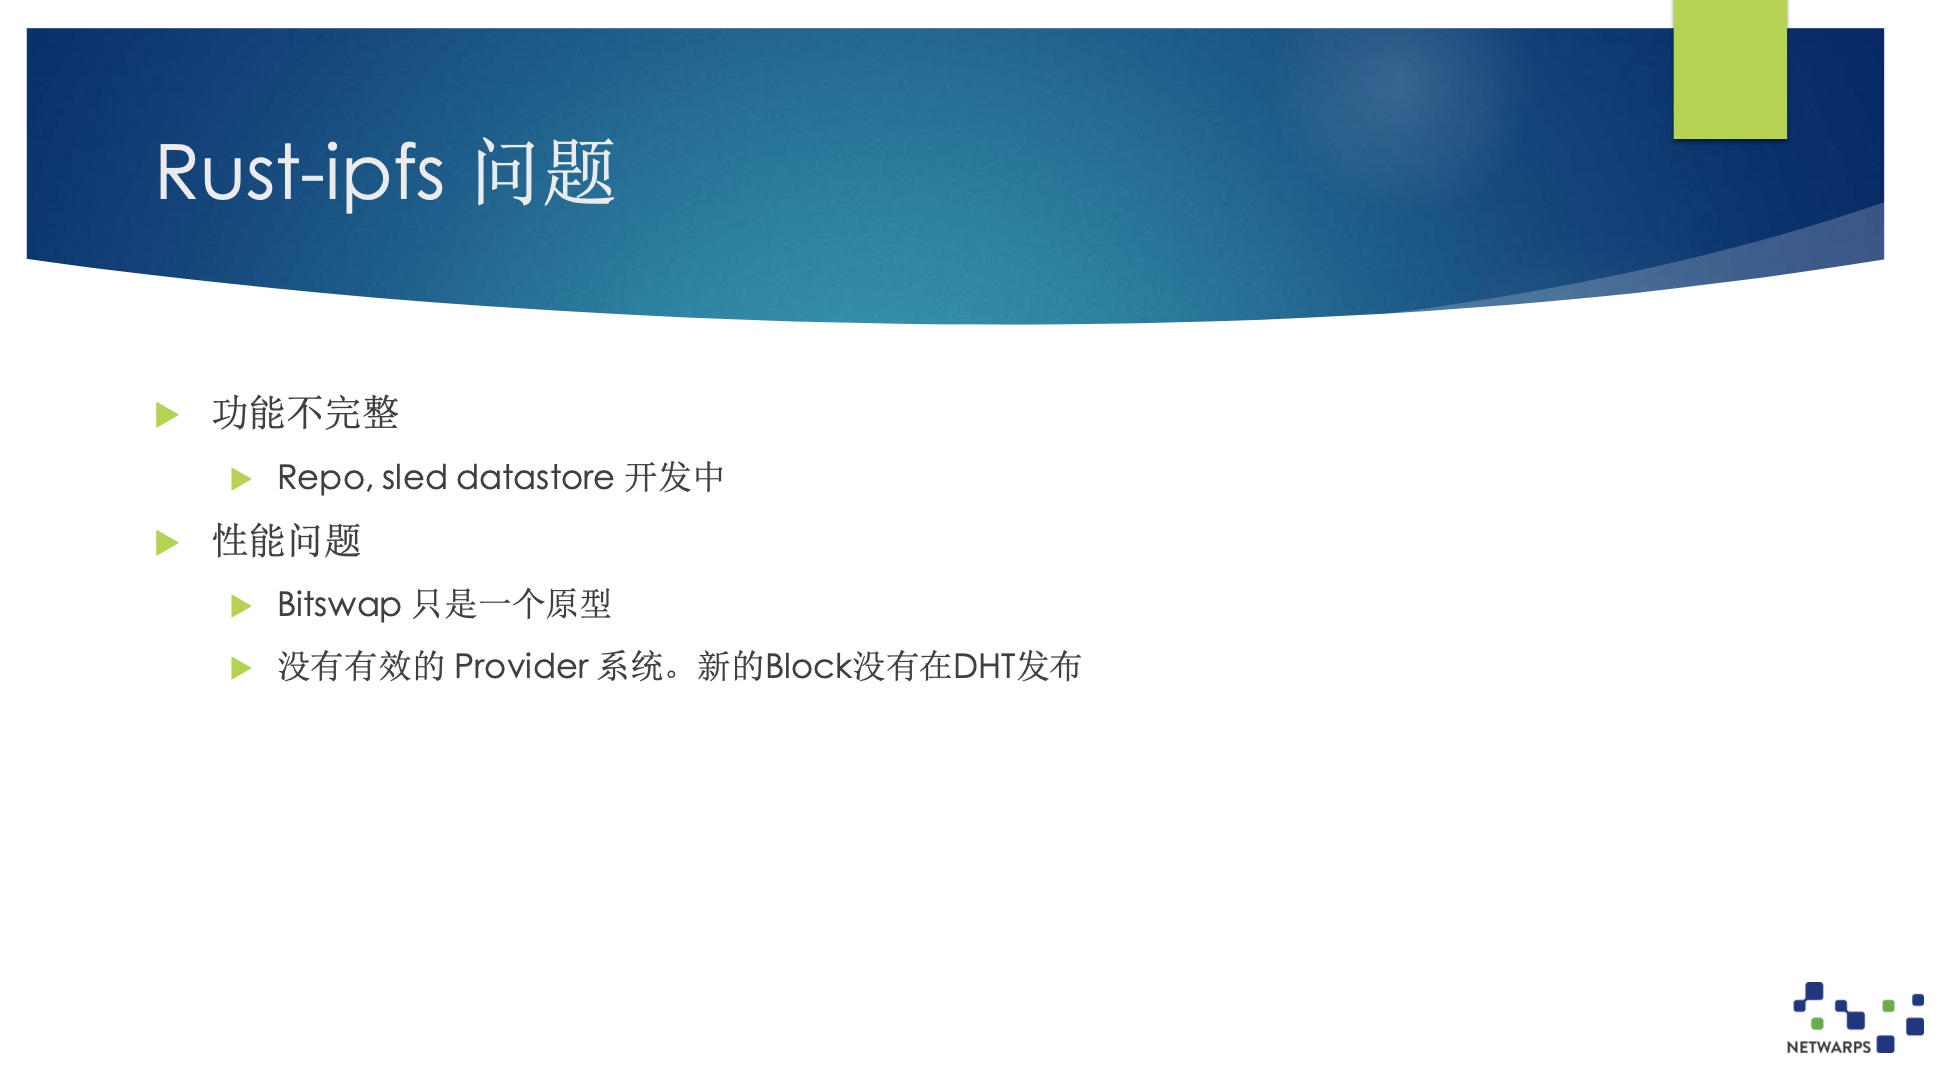 Rust-ipfs 问题
功能不完整
Repo, sled datastore 开发中
性能问题
Bitswap 只是一个原型
没有有效的 Provider 系统。新的Block没有在DHT发布
NETWARPS